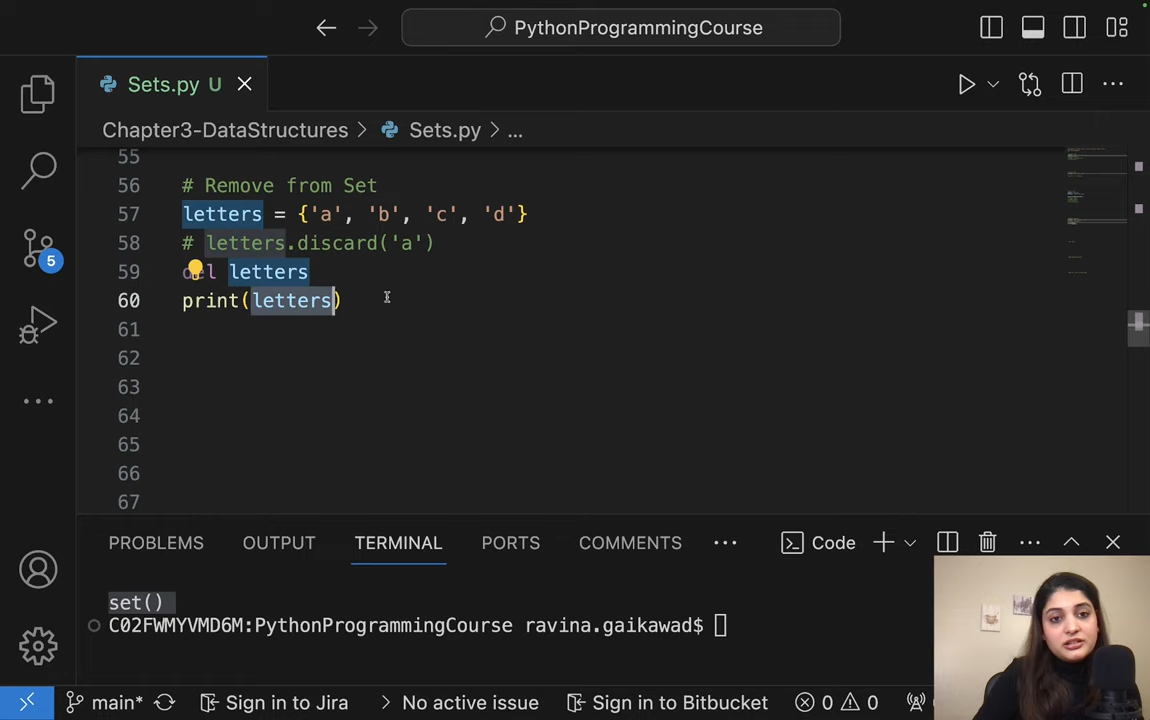 PythonProgrammingCourse
Sets.py U
Chapter3-DataStructures > Sets.py > ...
55
56 # Remove from Set
57 letters = {'a', 'b', 'c', 'd'}
58 # letters.discard('a')
59 del letters
60 print(letters)
61
62
63
64
65
66
67
5
PROBLEMS OUTPUT TERMINAL PORTS COMMENTS ... Code
set()
C02FWMYVMD6M:PythonProgrammingCourse ravina.gaikawad$
main* Sign in to Jira No active issue Sign in to Bitbucket 0 0